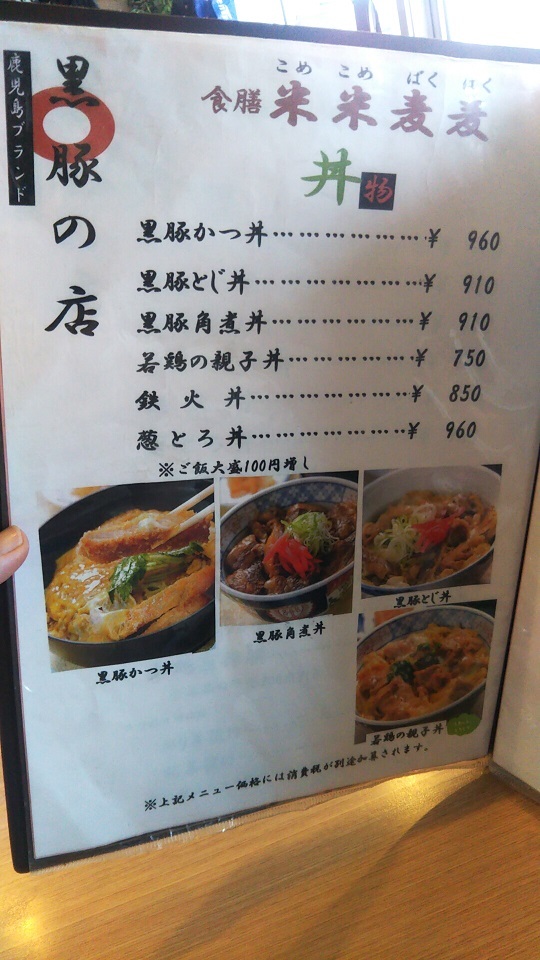 鹿児島ブランド
黒豚の店
こめ こめ ばく ばく
食膳 米米麦麦
丼物
黒豚かつ丼………………¥ 960
黒豚とじ丼………………¥ 910
黒豚角煮丼………………¥ 910
若鶏の親子丼……………¥ 750
鉄火丼………………¥ 850
葱とろ丼………………¥ 960
※ご飯大盛100円増し
黒豚かつ丼
黒豚角煮丼
黒豚とじ丼
若鶏の親子丼
※上記メニュー価格には消費税が別途加算されます。